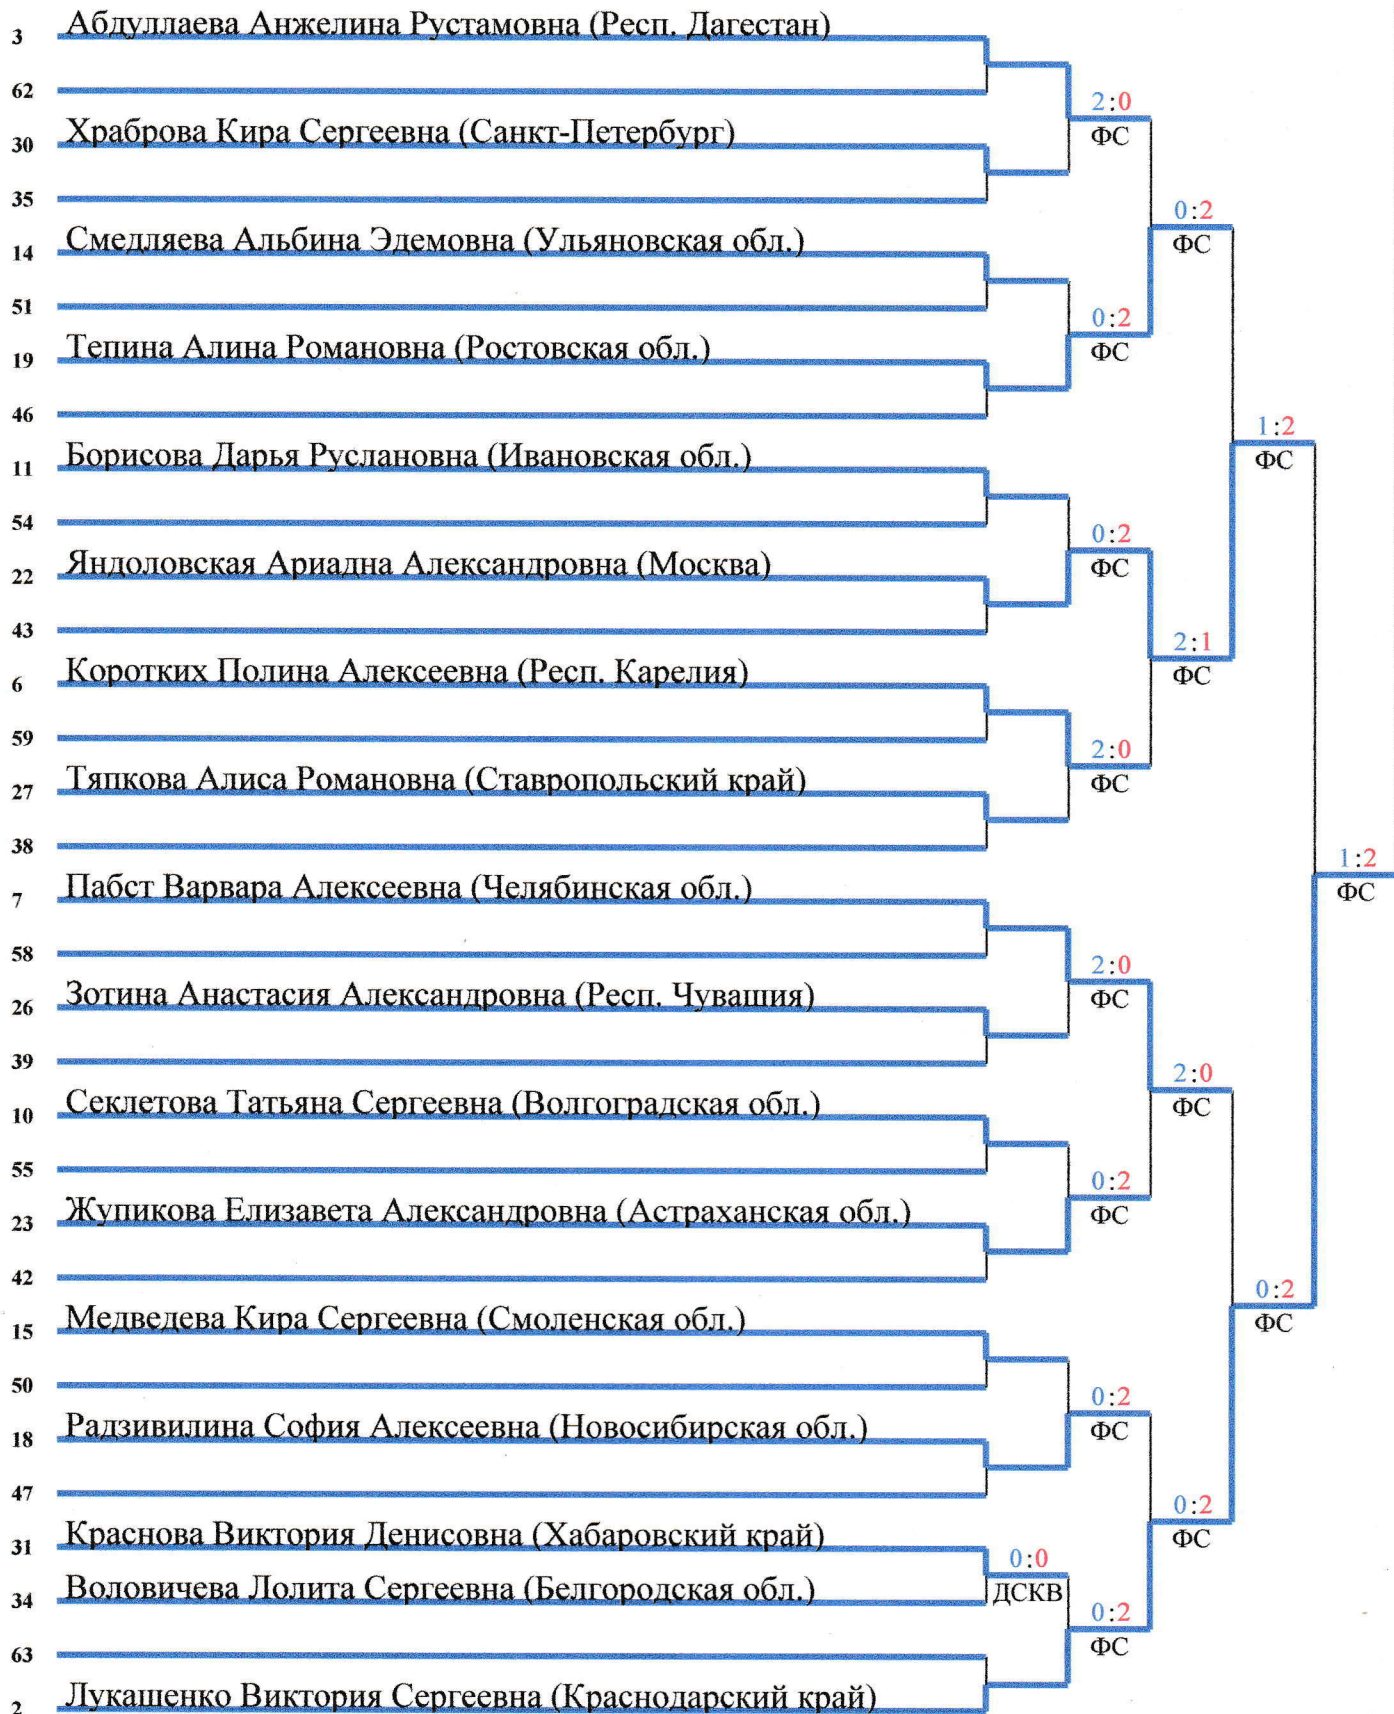 3 Абдуллаева Анжелина Рустамовна (Респ. Дагестан)
62
2:0
ФС
30 Храброва Кира Сергеевна (Санкт-Петербург)
35
0:2
ФС
14 Смедляева Альбина Эдемовна (Ульяновская обл.)
51
0:2
ФС
19 Тепина Алина Романовна (Ростовская обл.)
46
1:2
ФС
11 Борисова Дарья Руслановна (Ивановская обл.)
54
0:2
ФС
22 Яндоловская Ариадна Александровна (Москва)
43
2:1
ФС
6 Коротких Полина Алексеевна (Респ. Карелия)
59
2:0
ФС
27 Тяпкова Алиса Романовна (Ставропольский край)
38
1:2
ФС
7 Пабст Варвара Алексеевна (Челябинская обл.)
58
2:0
ФС
26 Зотина Анастасия Александровна (Респ. Чувашия)
39
2:0
ФС
10 Секлетова Татьяна Сергеевна (Волгоградская обл.)
55
0:2
ФС
23 Жупикова Елизавета Александровна (Астраханская обл.)
42
0:2
ФС
15 Медведева Кира Сергеевна (Смоленская обл.)
50
0:2
ФС
18 Радзивилина София Алексеевна (Новосибирская обл.)
47
0:2
ФС
31 Краснова Виктория Денисовна (Хабаровский край)
0:0
ДСКВ
34 Воловичева Лолита Сергеевна (Белгородская обл.)
0:2
ФС
63
2 Лукашенко Виктория Сергеевна (Краснодарский край)